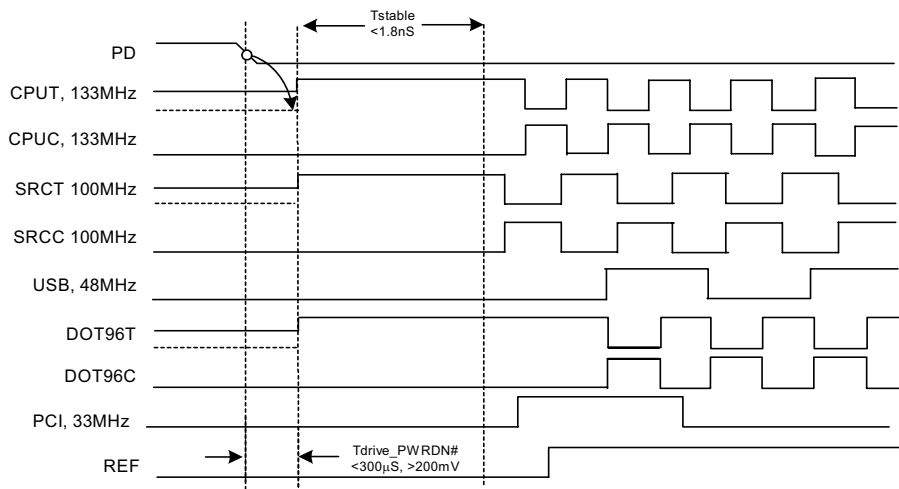 Tstable
<1.8nS
PD
CPUT, 133MHz
CPUC, 133MHz
SRCT 100MHz
SRCC 100MHz
USB, 48MHz
DOT96T
DOT96C
PCI, 33MHz
Tdrive_PWRDN#
<300µS, >200mV
REF